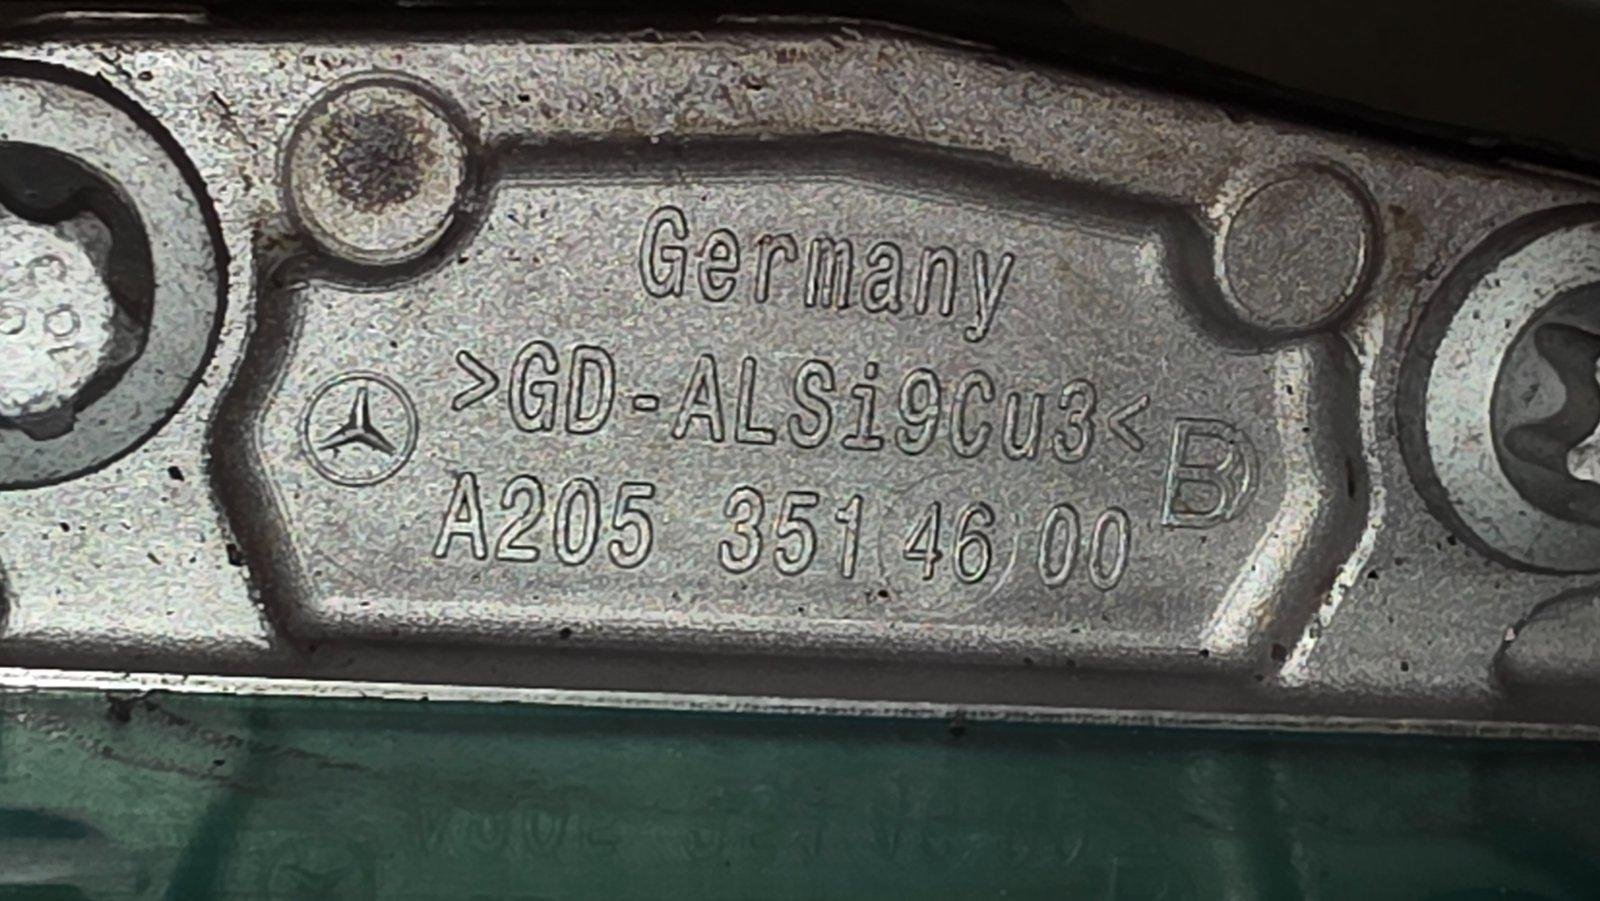 Germany
>GD-ALSi9Cu3<
B
A205 351 46 00